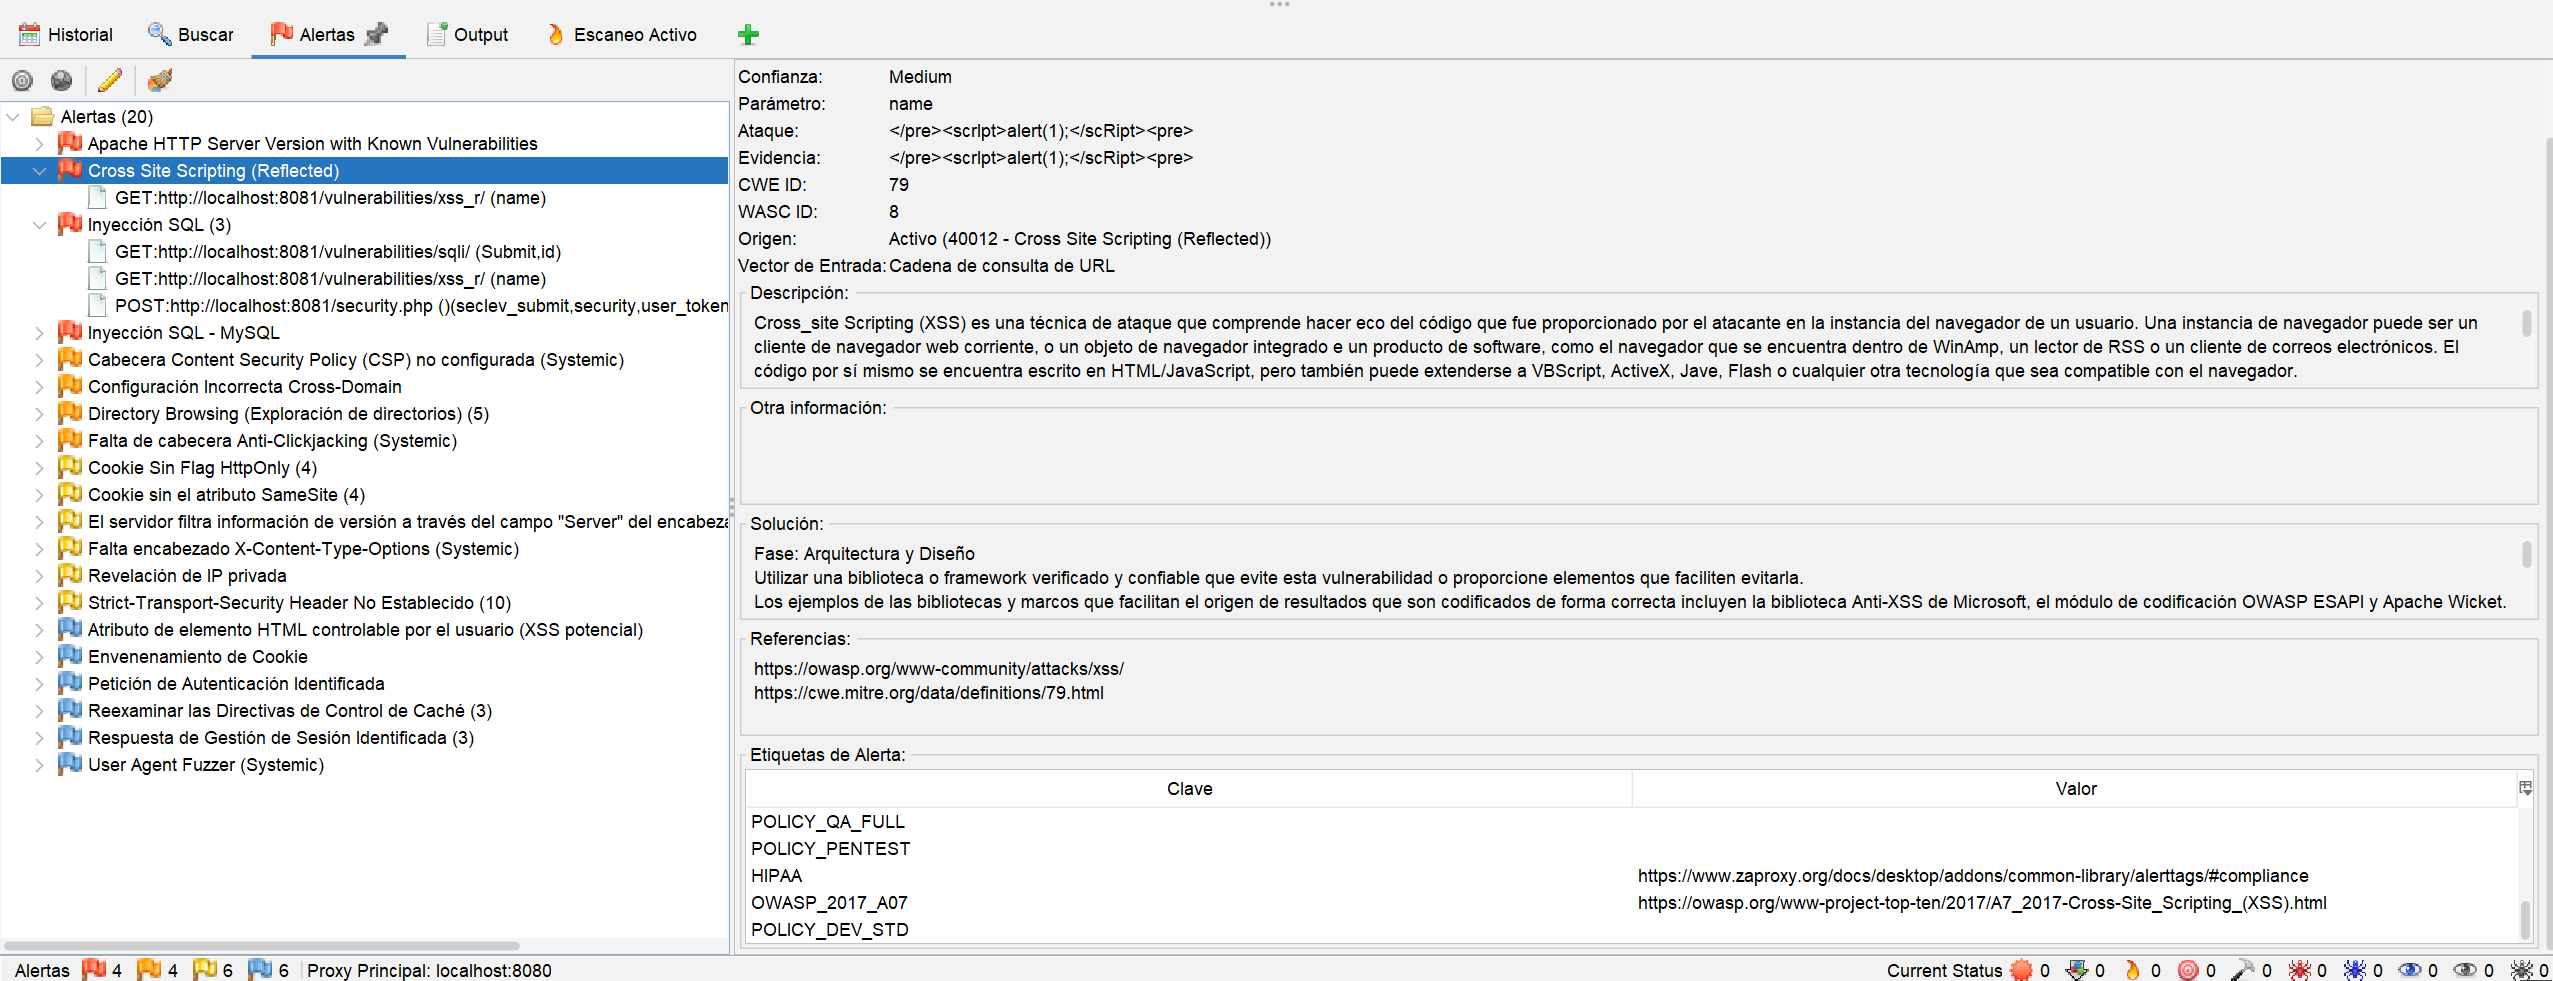 Historial
Buscar
Alertas
Output
Escaneo Activo
Alertas (20)
Apache HTTP Server Version with Known Vulnerabilities
Cross Site Scripting (Reflected)
GET:http://localhost:8081/vulnerabilities/xss_r/ (name)
Inyección SQL (3)
GET:http://localhost:8081/vulnerabilities/sqli/ (Submit,id)
GET:http://localhost:8081/vulnerabilities/xss_r/ (name)
POST:http://localhost:8081/security.php ()(seclev_submit,security,user_token
Inyección SQL - MySQL
Cabecera Content Security Policy (CSP) no configurada (Systemic)
Configuración Incorrecta Cross-Domain
Directory Browsing (Exploración de directorios) (5)
Falta de cabecera Anti-Clickjacking (Systemic)
Cookie Sin Flag HttpOnly (4)
Cookie sin el atributo SameSite (4)
El servidor filtra información de versión a través del campo "Server" del encabeza
Falta encabezado X-Content-Type-Options (Systemic)
Revelación de IP privada
Strict-Transport-Security Header No Establecido (10)
Atributo de elemento HTML controlable por el usuario (XSS potencial)
Envenenamiento de Cookie
Petición de Autenticación Identificada
Reexaminar las Directivas de Control de Caché (3)
Respuesta de Gestión de Sesión Identificada (3)
User Agent Fuzzer (Systemic)
Confianza: Medium
Parámetro: name
Ataque: </pre><scrIpt>alert(1);</scRipt><pre>
Evidencia: </pre><scrIpt>alert(1);</scRipt><pre>
CWE ID: 79
WASC ID: 8
Origen: Activo (40012 - Cross Site Scripting (Reflected))
Vector de Entrada: Cadena de consulta de URL
Descripción:
Cross_site Scripting (XSS) es una técnica de ataque que comprende hacer eco del código que fue proporcionado por el atacante en la instancia del navegador de un usuario. Una instancia de navegador puede ser un
cliente de navegador web corriente, o un objeto de navegador integrado e un producto de software, como el navegador que se encuentra dentro de WinAmp, un lector de RSS o un cliente de correos electrónicos. El
código por sí mismo se encuentra escrito en HTML/JavaScript, pero también puede extenderse a VBScript, ActiveX, Jave, Flash o cualquier otra tecnología que sea compatible con el navegador.
Otra información:
Solución:
Fase: Arquitectura y Diseño
Utilizar una biblioteca o framework verificado y confiable que evite esta vulnerabilidad o proporcione elementos que faciliten evitarla.
Los ejemplos de las bibliotecas y marcos que facilitan el origen de resultados que son codificados de forma correcta incluyen la biblioteca Anti-XSS de Microsoft, el módulo de codificación OWASP ESAPI y Apache Wicket.
Referencias:
https://owasp.org/www-community/attacks/xss/
https://cwe.mitre.org/data/definitions/79.html
Etiquetas de Alerta:
Clave Valor
POLICY_QA_FULL
POLICY_PENTEST
HIPAA https://www.zaproxy.org/docs/desktop/addons/common-library/alerttags/#compliance
OWASP_2017_A07 https://owasp.org/www-project-top-ten/2017/A7_2017-Cross-Site_Scripting_(XSS).html
POLICY_DEV_STD
Alertas 4 4 6 6 Proxy Principal: localhost:8080
Current Status 0 0 0 0 0 0 0 0 0 0